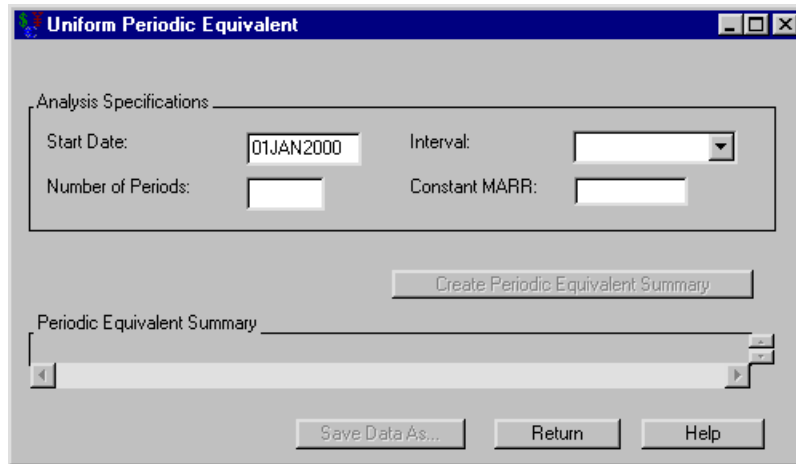 Uniform Periodic Equivalent
Analysis Specifications
Start Date: 01JAN2000 Interval:
Number of Periods: Constant MARR:
Create Periodic Equivalent Summary
Periodic Equivalent Summary
Save Data As... Return Help